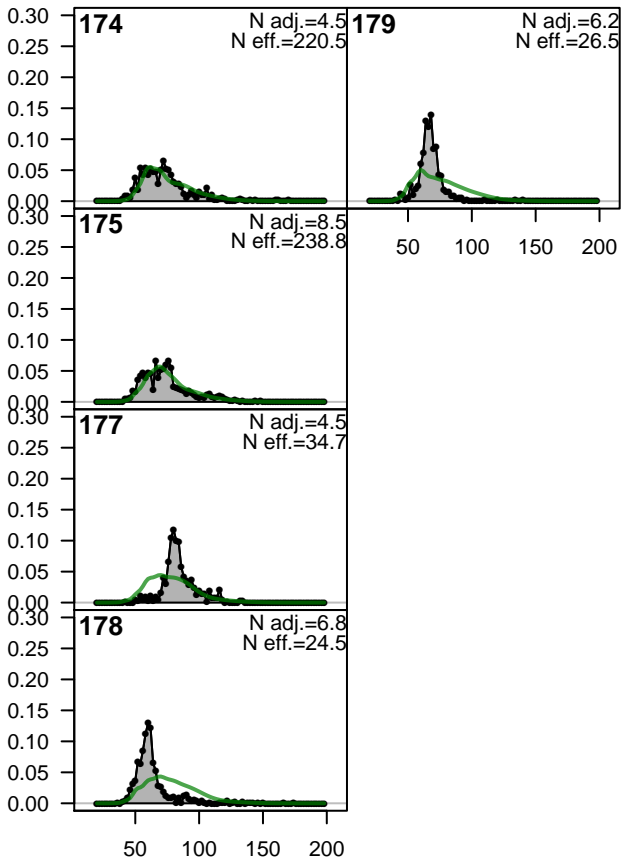 0.30
0.25
0.20
0.15
0.10
0.05
0.00
174
N adj.=4.5
N eff.=220.5
179
N adj.=6.2
N eff.=26.5
50 100 150 200
0.30
0.25
0.20
0.15
0.10
0.05
0.00
175
N adj.=8.5
N eff.=238.8
0.30
0.25
0.20
0.15
0.10
0.05
0.00
177
N adj.=4.5
N eff.=34.7
0.30
0.25
0.20
0.15
0.10
0.05
0.00
178
N adj.=6.8
N eff.=24.5
50 100 150 200